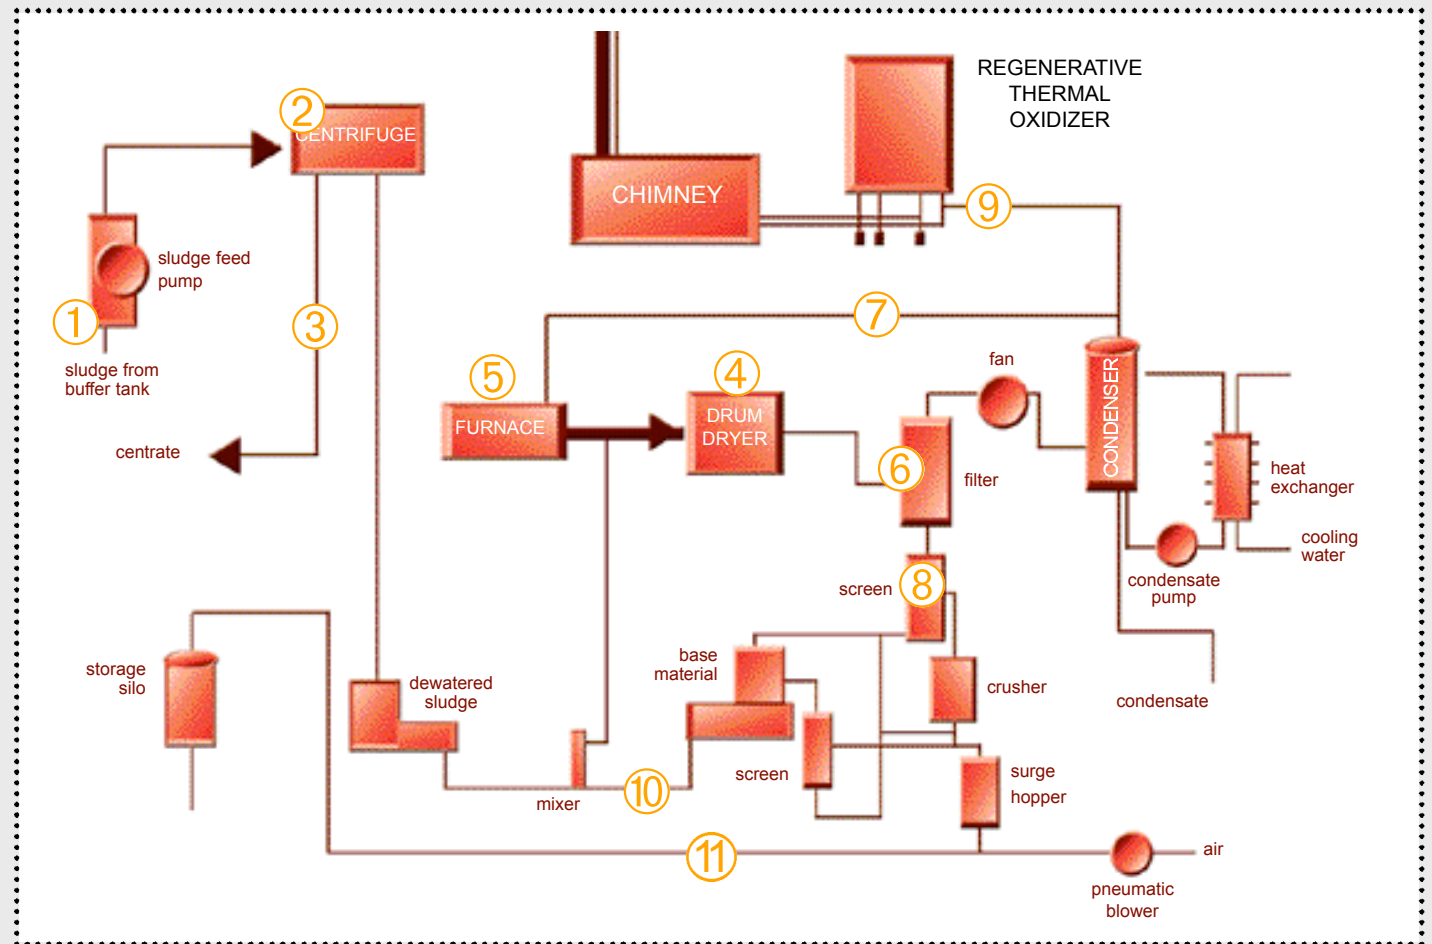 REGENERATIVE
THERMAL
OXIDIZER
2
CENTRIFUGE
CHIMNEY
9
sludge feed
pump
1
3
7
sludge from
buffer tank
5
4
fan
CONDENSER
FURNACE
DRUM
DRYER
centrate
6
filter
heat
exchanger
cooling
water
condensate
pump
screen
8
storage
silo
dewatered
sludge
base
material
crusher
condensate
mixer
10
screen
surge
hopper
11
air
pneumatic
blower